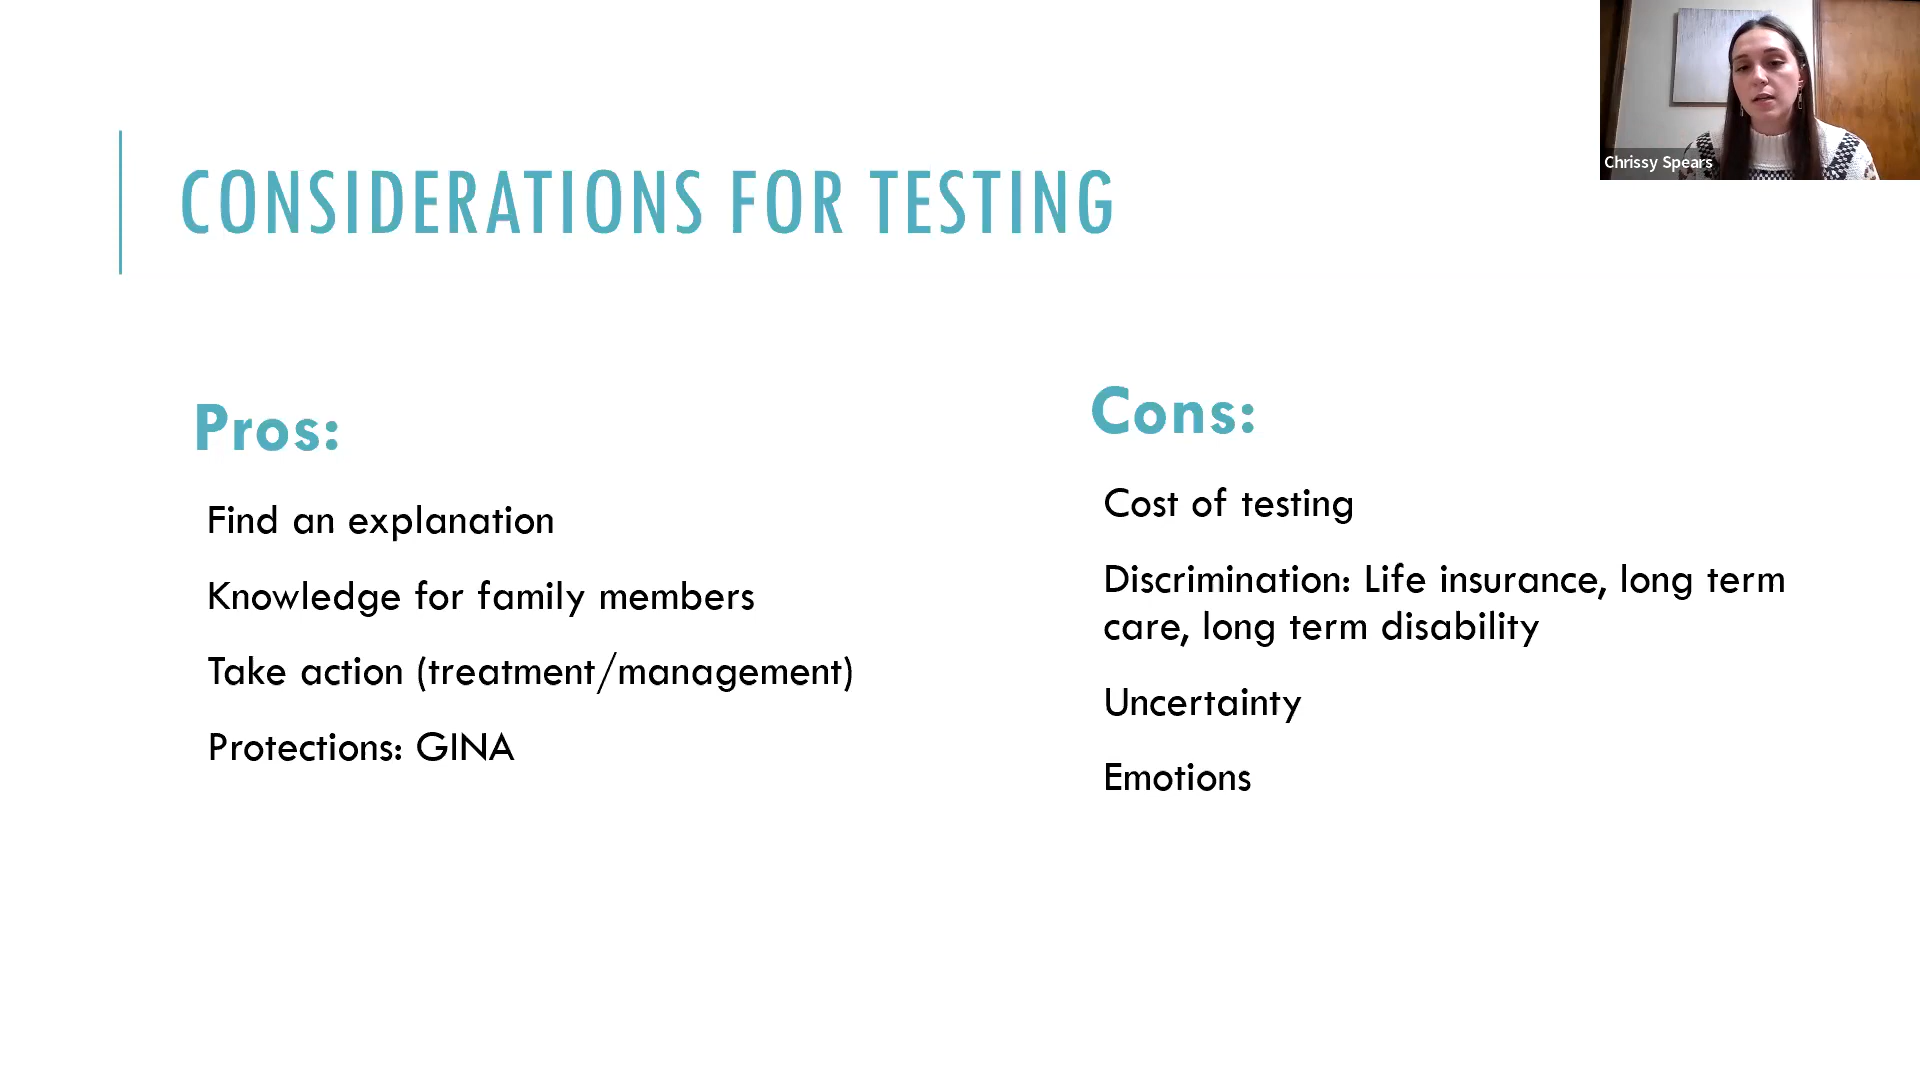 Chrissy Spears
CONSIDERATIONS FOR TESTING
Pros:
Find an explanation
Knowledge for family members
Take action (treatment/management)
Protections: GINA
Cons:
Cost of testing
Discrimination: Life insurance, long term
care, long term disability
Uncertainty
Emotions